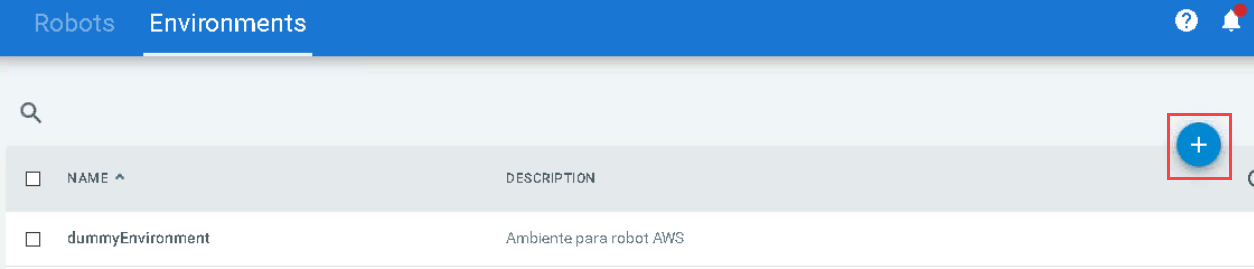 Robots Environments
NAME DESCRIPTION
dummyEnvironment Ambiente para robot AWS